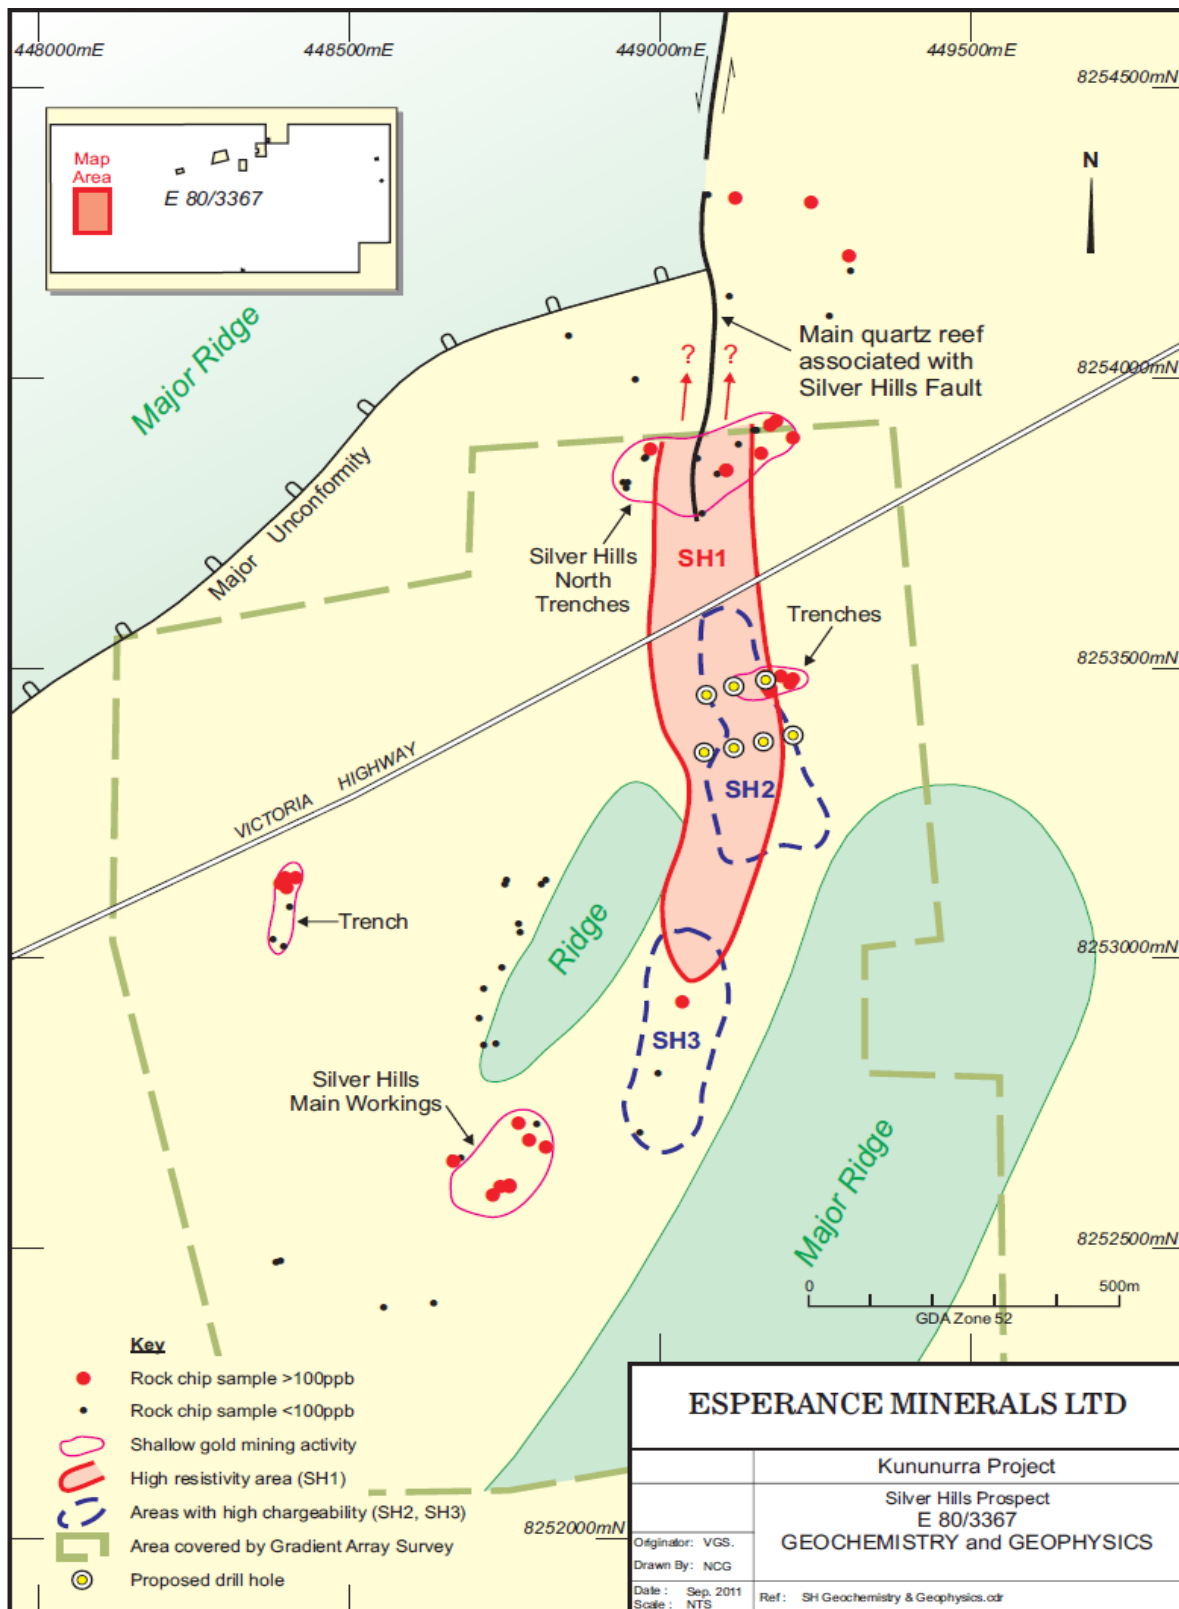 448000mE
448500mE
449000mE
449500mE
8254500mN
Map
Area
E 80/3367
N
Major Ridge
Main quartz reef
associated with
Silver Hills Fault
8254000mN
? ?
Major Unconformity
Silver Hills
North
Trenches
SH1
Trenches
8253500mN
VICTORIA HIGHWAY
SH2
Trench
Ridge
8253000mN
SH3
Silver Hills
Main Workings
Major Ridge
8252500mN
0 500m
GDA Zone 52
Key
Rock chip sample >100ppb
Rock chip sample <100ppb
Shallow gold mining activity
High resistivity area (SH1)
Areas with high chargeability (SH2, SH3)
Area covered by Gradient Array Survey
Proposed drill hole
8252000mN
ESPERANCE MINERALS LTD
Kununurra Project
Silver Hills Prospect
E 80/3367
GEOCHEMISTRY and GEOPHYSICS
Originator: VGS.
Drawn By: NCG
Date : Sep. 2011
Scale : NTS
Ref : SH Geochemistry & Geophysics.cdr